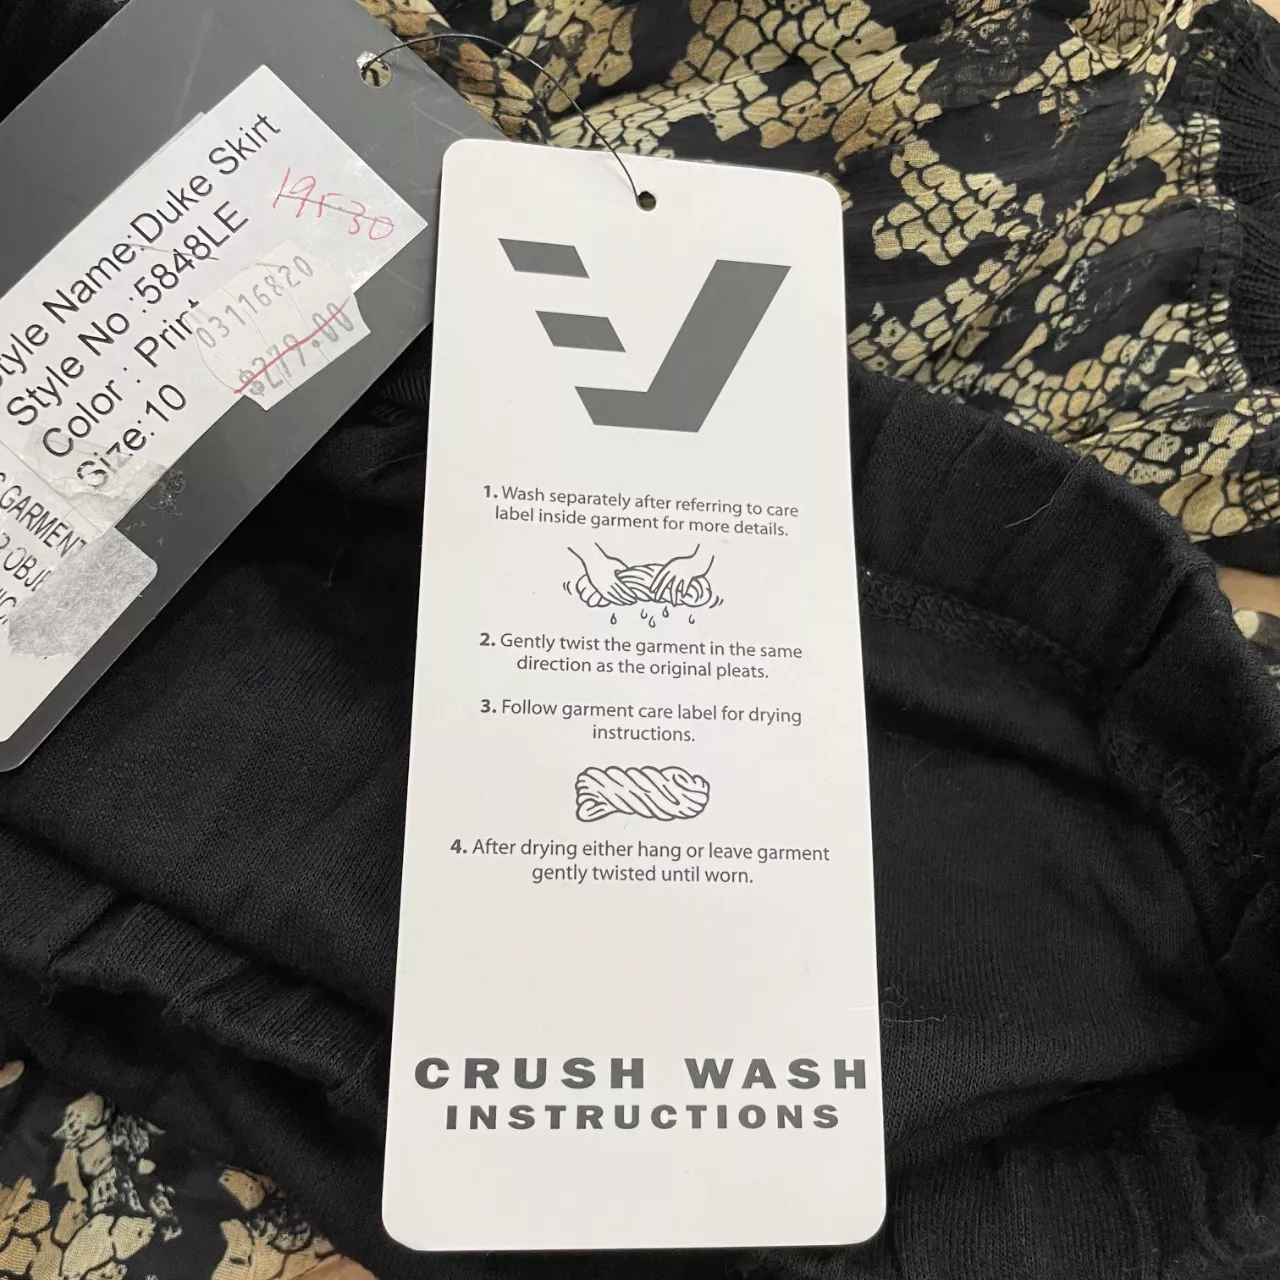 Style Name:Duke Skirt
Style No :5848LE
Color : Print
Size:10
195.30
03116820
$279.00
GARMENT
1. Wash separately after referring to care
label inside garment for more details.
2. Gently twist the garment in the same
direction as the original pleats.
3. Follow garment care label for drying
instructions.
4. After drying either hang or leave garment
gently twisted until worn.
CRUSH WASH
INSTRUCTIONS